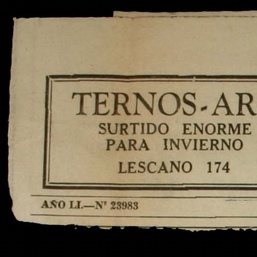 TERNOS-AR
SURTIDO ENORME
PARA INVIERNO
LESCANO 174
AÑO LI.—Nº 23983